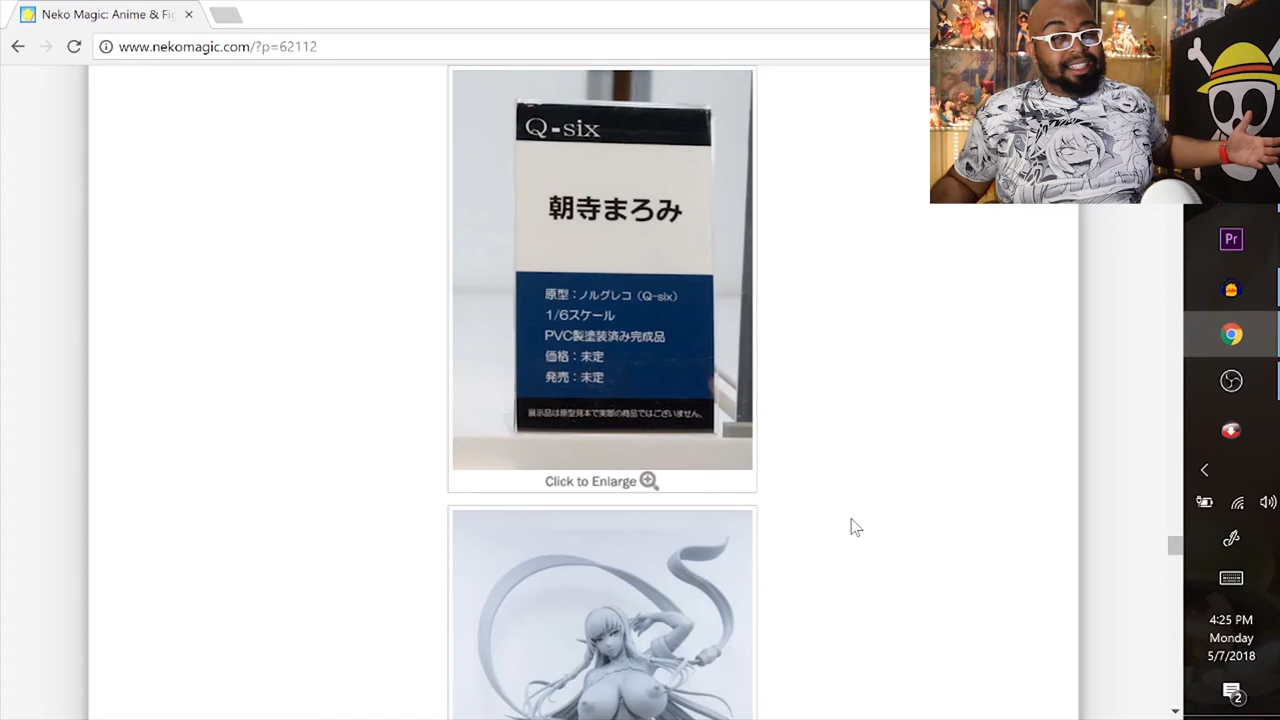 Neko Magic: Anime & Fig
www.nekomagic.com/?p=62112
Q-six
朝寺まろみ
原型：ノルグレコ（Q-six）
1/6スケール
PVC製塗装済み完成品
価格：未定
発売：未定
展示品は原型見本で実際の商品ではございません。
Click to Enlarge
Pr
4:25 PM
Monday
5/7/2018
2